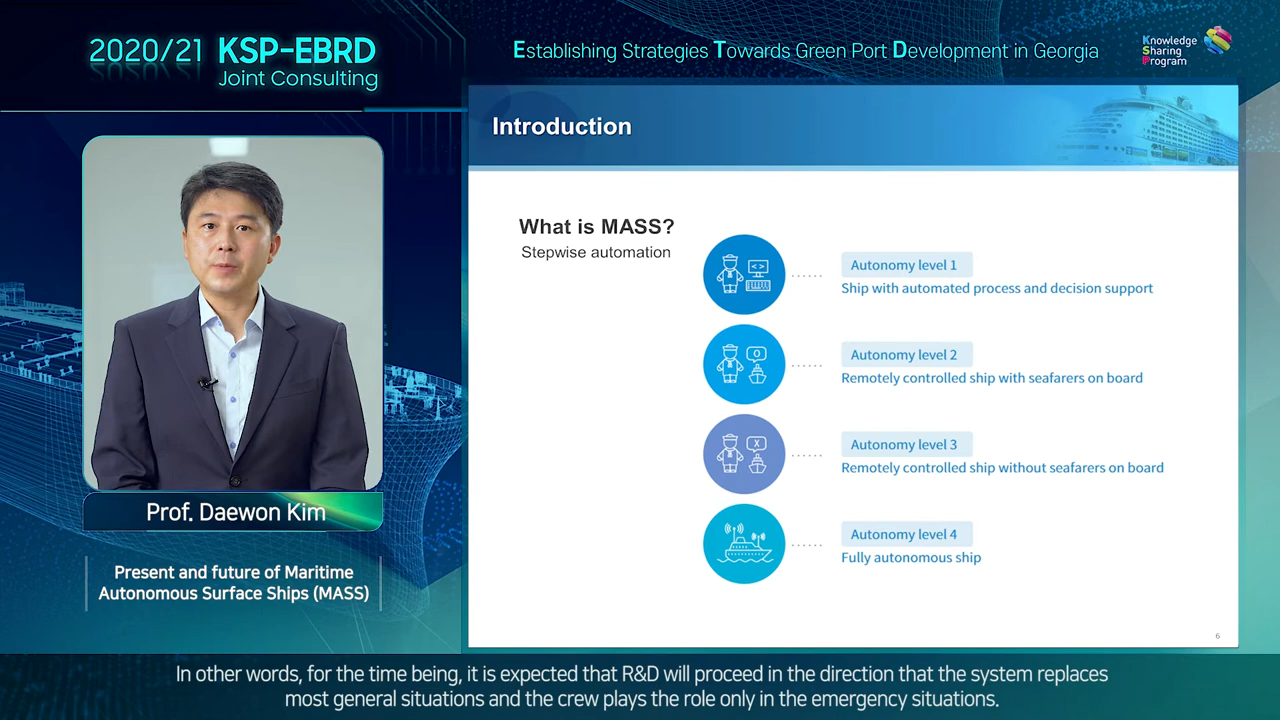 2020/21 KSP-EBRD
Joint Consulting
Establishing Strategies Towards Green Port Development in Georgia
Knowledge
Sharing
Program
Introduction
What is MASS?
Stepwise automation
Autonomy level 1
Ship with automated process and decision support
O
Autonomy level 2
Remotely controlled ship with seafarers on board
X
Autonomy level 3
Remotely controlled ship without seafarers on board
Autonomy level 4
Fully autonomous ship
6
Prof. Daewon Kim
Present and future of Maritime
Autonomous Surface Ships (MASS)
In other words, for the time being, it is expected that R&D will proceed in the direction that the system replaces
most general situations and the crew plays the role only in the emergency situations.